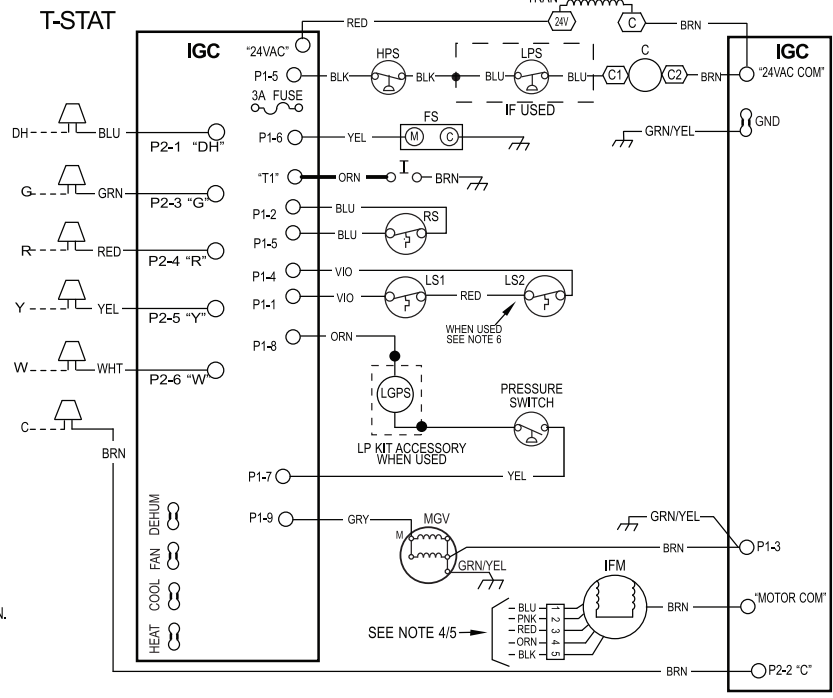 TRAN
RED
24V
C
BRN
T-STAT
IGC
"24VAC"
HPS
LPS
C
IGC
"24VAC COM"
P1-5
BLK
BLK
BLU
BLU
C1
C2
BRN
3A FUSE
IF USED
FS
GND
DH
BLU
P2-1 "DH"
P1-6
YEL
M
C
GRN/YEL
"T1"
ORN
BRN
G
GRN
P2-3 "G"
P1-2
BLU
RS
P1-5
BLU
R
RED
P2-4 "R"
P1-4
VIO
LS1
LS2
P1-1
VIO
RED
Y
YEL
P2-5 "Y"
WHEN USED
SEE NOTE 6
P1-8
ORN
W
WHT
P2-6 "W"
LGPS
PRESSURE
SWITCH
C
BRN
LP KIT ACCESSORY
WHEN USED
P1-7
YEL
DEHUM
FAN
COOL
HEAT
P1-9
GRY
MGV
M
GRN/YEL
GRN/YEL
BRN
P1-3
IFM
N.
SEE NOTE 4/5
BLU 1
PNK 2
RED 3
ORN 4
BLK 5
BRN
"MOTOR COM"
BRN
P2-2 "C"